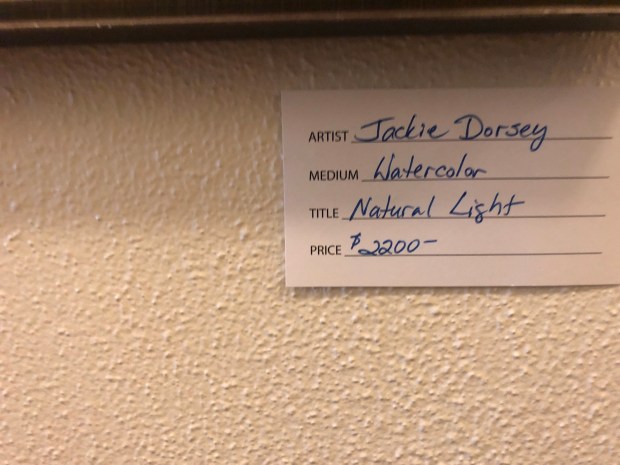 ARTIST Jackie Dorsey
MEDIUM Watercolor
TITLE Natural Light
PRICE $2200-